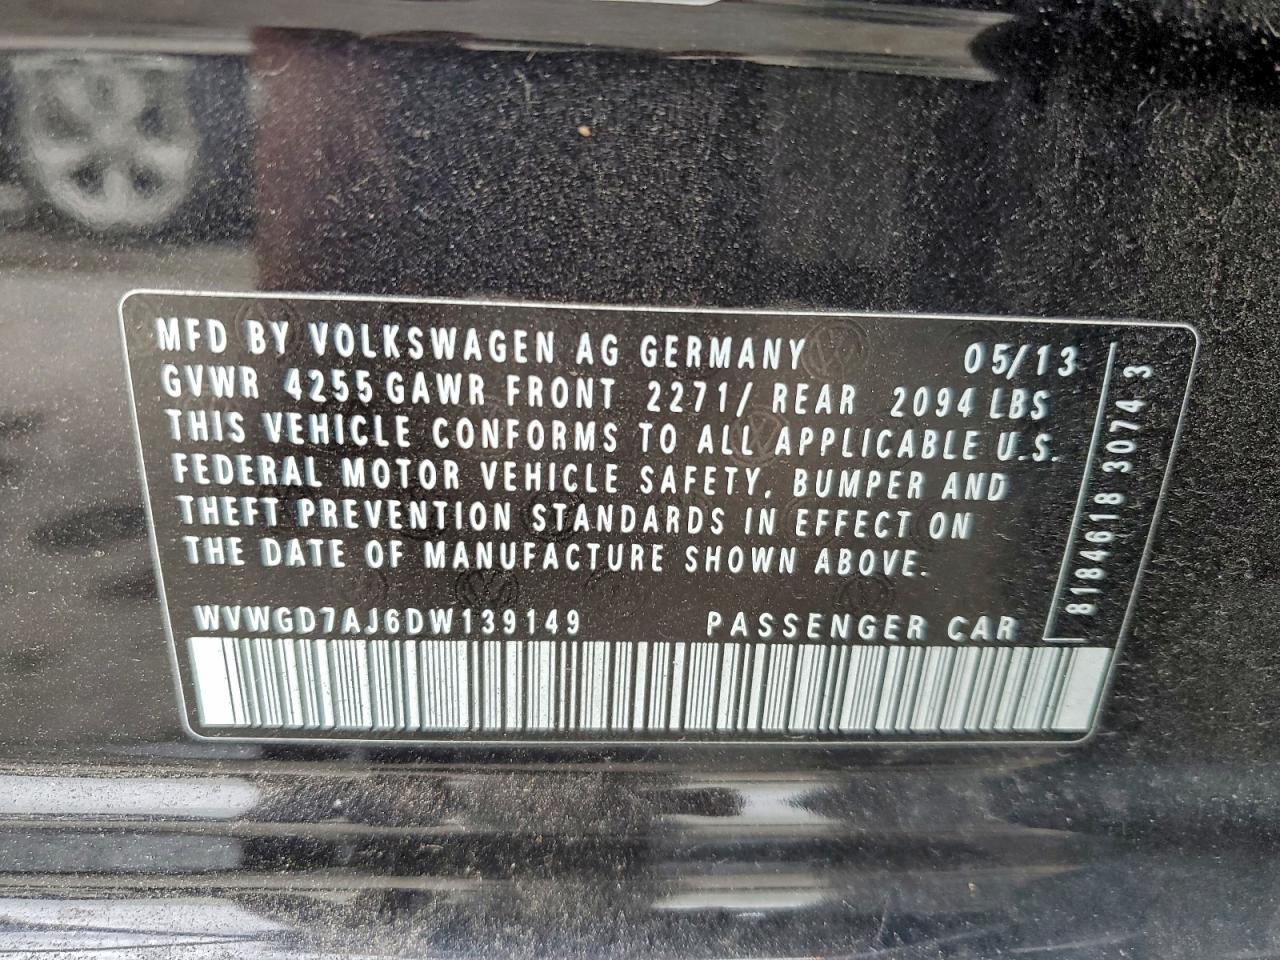 MFD BY VOLKSWAGEN AG GERMANY 05/13
GVWR 4255 GAWR FRONT 2271/ REAR 2094 LBS
THIS VEHICLE CONFORMS TO ALL APPLICABLE U.S.
FEDERAL MOTOR VEHICLE SAFETY, BUMPER AND
THEFT PREVENTION STANDARDS IN EFFECT ON
THE DATE OF MANUFACTURE SHOWN ABOVE.
WVWGD7AJ6DW139149 PASSENGER CAR
8184618 3074 3